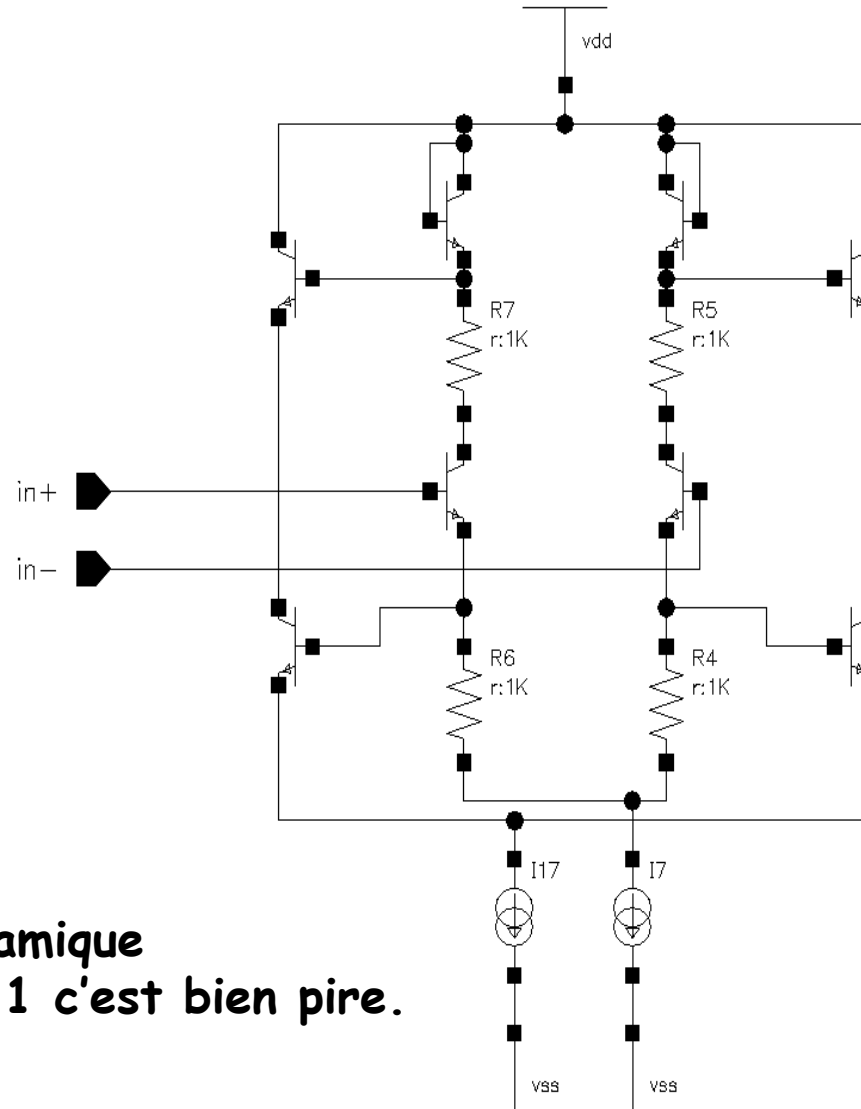 vdd
R7
r:1K
R5
r:1K
in+
in-
R6
r:1K
R4
r:1K
I17
I7
amique
1 c'est bien pire.
vss
vss